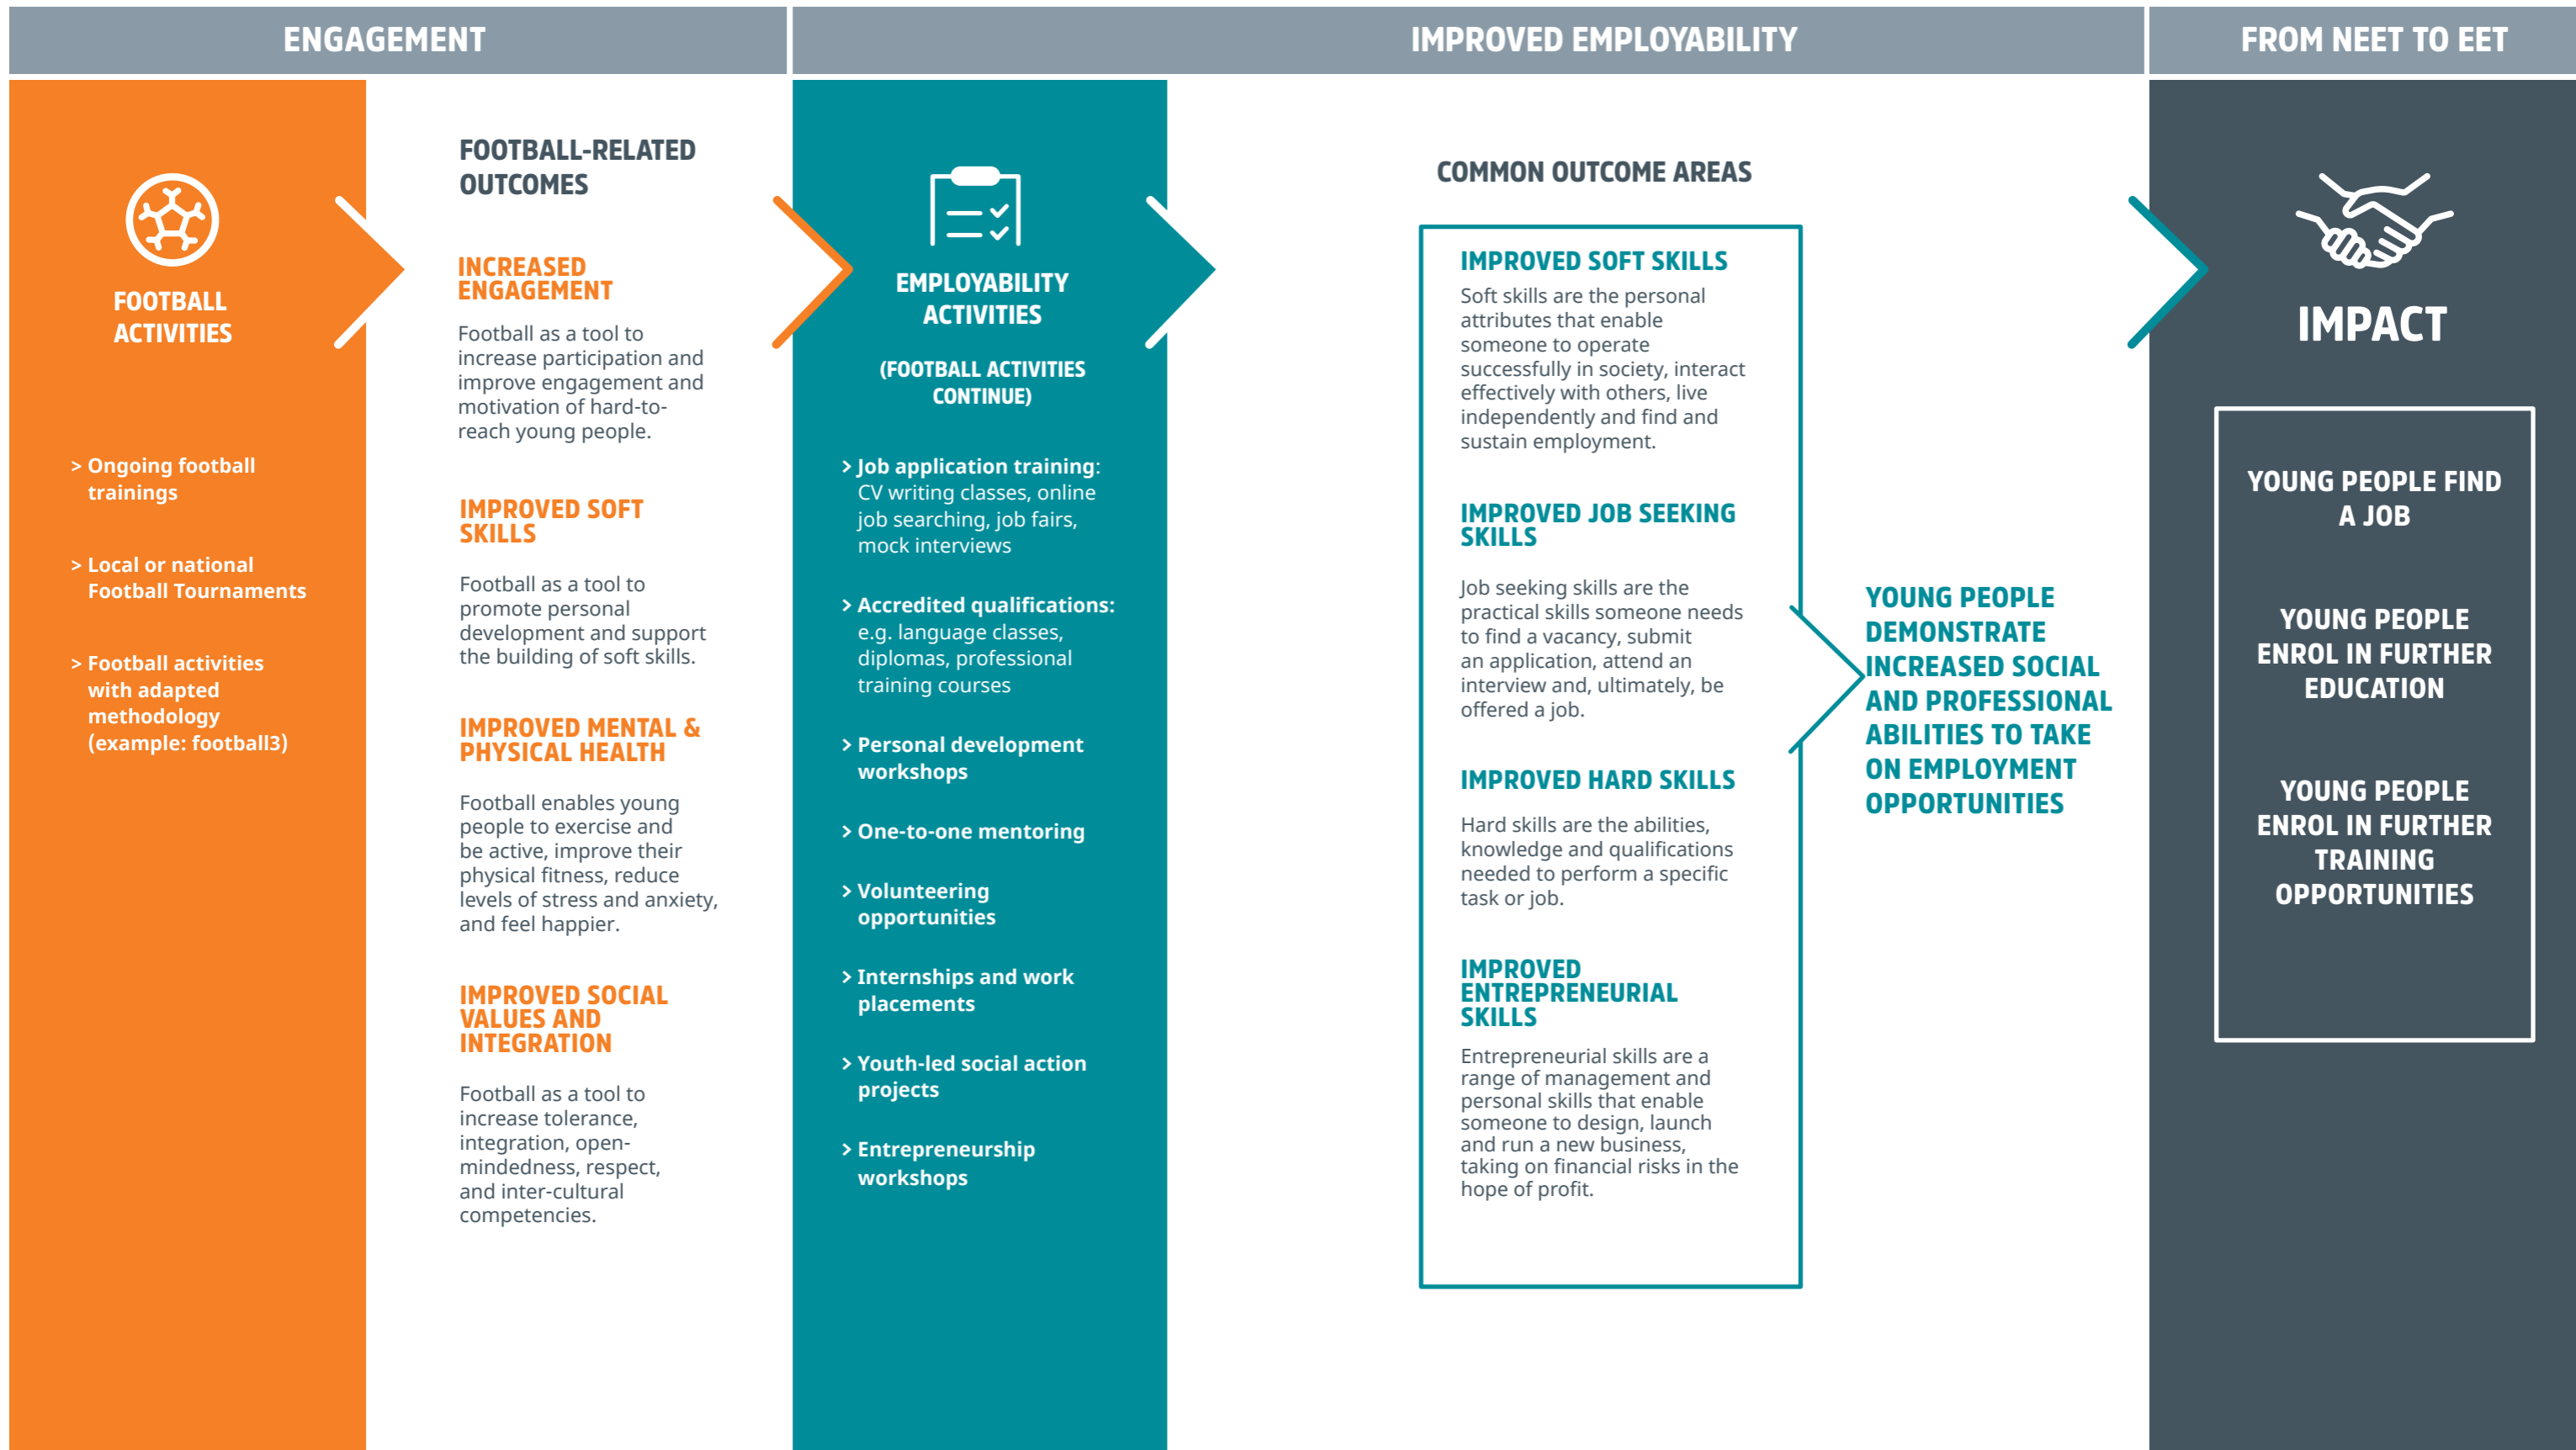 ENGAGEMENT
IMPROVED EMPLOYABILITY
FROM NEET TO EET
FOOTBALL
ACTIVITIES
> Ongoing football
trainings
> Local or national
Football Tournaments
> Football activities
with adapted
methodology
(example: football3)
FOOTBALL-RELATED
OUTCOMES
INCREASED
ENGAGEMENT
Football as a tool to
increase participation and
improve engagement and
motivation of hard-to-
reach young people.
IMPROVED SOFT
SKILLS
Football as a tool to
promote personal
development and support
the building of soft skills.
IMPROVED MENTAL &
PHYSICAL HEALTH
Football enables young
people to exercise and
be active, improve their
physical fitness, reduce
levels of stress and anxiety,
and feel happier.
IMPROVED SOCIAL
VALUES AND
INTEGRATION
Football as a tool to
increase tolerance,
integration, open-
mindedness, respect,
and inter-cultural
competencies.
EMPLOYABILITY
ACTIVITIES
(FOOTBALL ACTIVITIES
CONTINUE)
> Job application training:
CV writing classes, online
job searching, job fairs,
mock interviews
> Accredited qualifications:
e.g. language classes,
diplomas, professional
training courses
> Personal development
workshops
> One-to-one mentoring
> Volunteering
opportunities
> Internships and work
placements
> Youth-led social action
projects
> Entrepreneurship
workshops
COMMON OUTCOME AREAS
IMPROVED SOFT SKILLS
Soft skills are the personal
attributes that enable
someone to operate
successfully in society, interact
effectively with others, live
independently and find and
sustain employment.
IMPROVED JOB SEEKING
SKILLS
Job seeking skills are the
practical skills someone needs
to find a vacancy, submit
an application, attend an
interview and, ultimately, be
offered a job.
IMPROVED HARD SKILLS
Hard skills are the abilities,
knowledge and qualifications
needed to perform a specific
task or job.
IMPROVED
ENTREPRENEURIAL
SKILLS
Entrepreneurial skills are a
range of management and
personal skills that enable
someone to design, launch
and run a new business,
taking on financial risks in the
hope of profit.
YOUNG PEOPLE
DEMONSTRATE
INCREASED SOCIAL
AND PROFESSIONAL
ABILITIES TO TAKE
ON EMPLOYMENT
OPPORTUNITIES
IMPACT
YOUNG PEOPLE FIND
A JOB
YOUNG PEOPLE
ENROL IN FURTHER
EDUCATION
YOUNG PEOPLE
ENROL IN FURTHER
TRAINING
OPPORTUNITIES